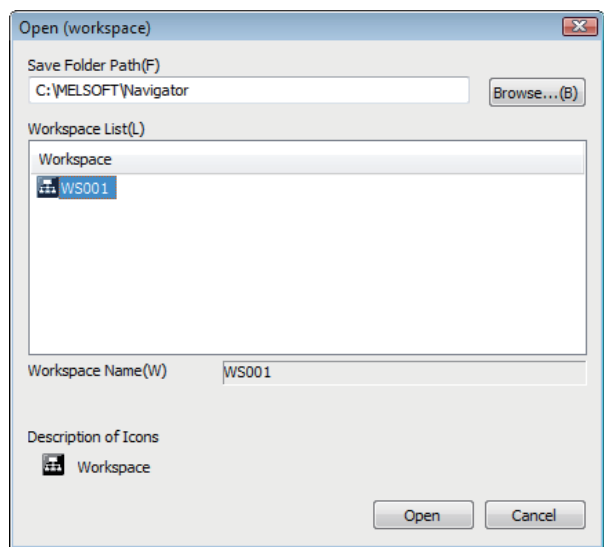 Open (workspace)
Save Folder Path(F)
C:\MELSOFT\Navigator
Browse...(B)
Workspace List(L)
Workspace
WS001
Workspace Name(W)
WS001
Description of Icons
Workspace
Open
Cancel